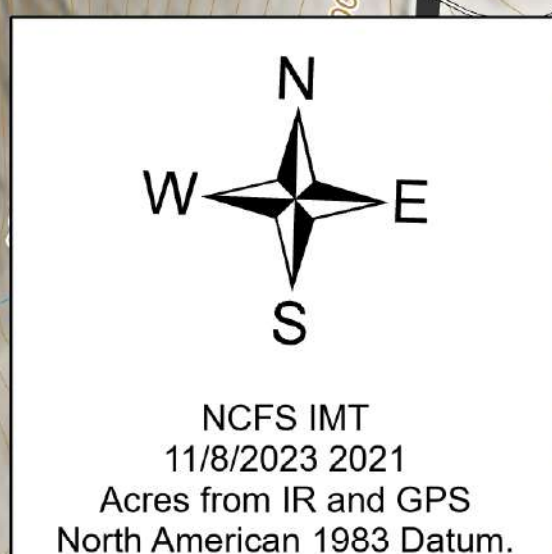 N
W E
S
NCFS IMT
11/8/2023 2021
Acres from IR and GPS
North American 1983 Datum.